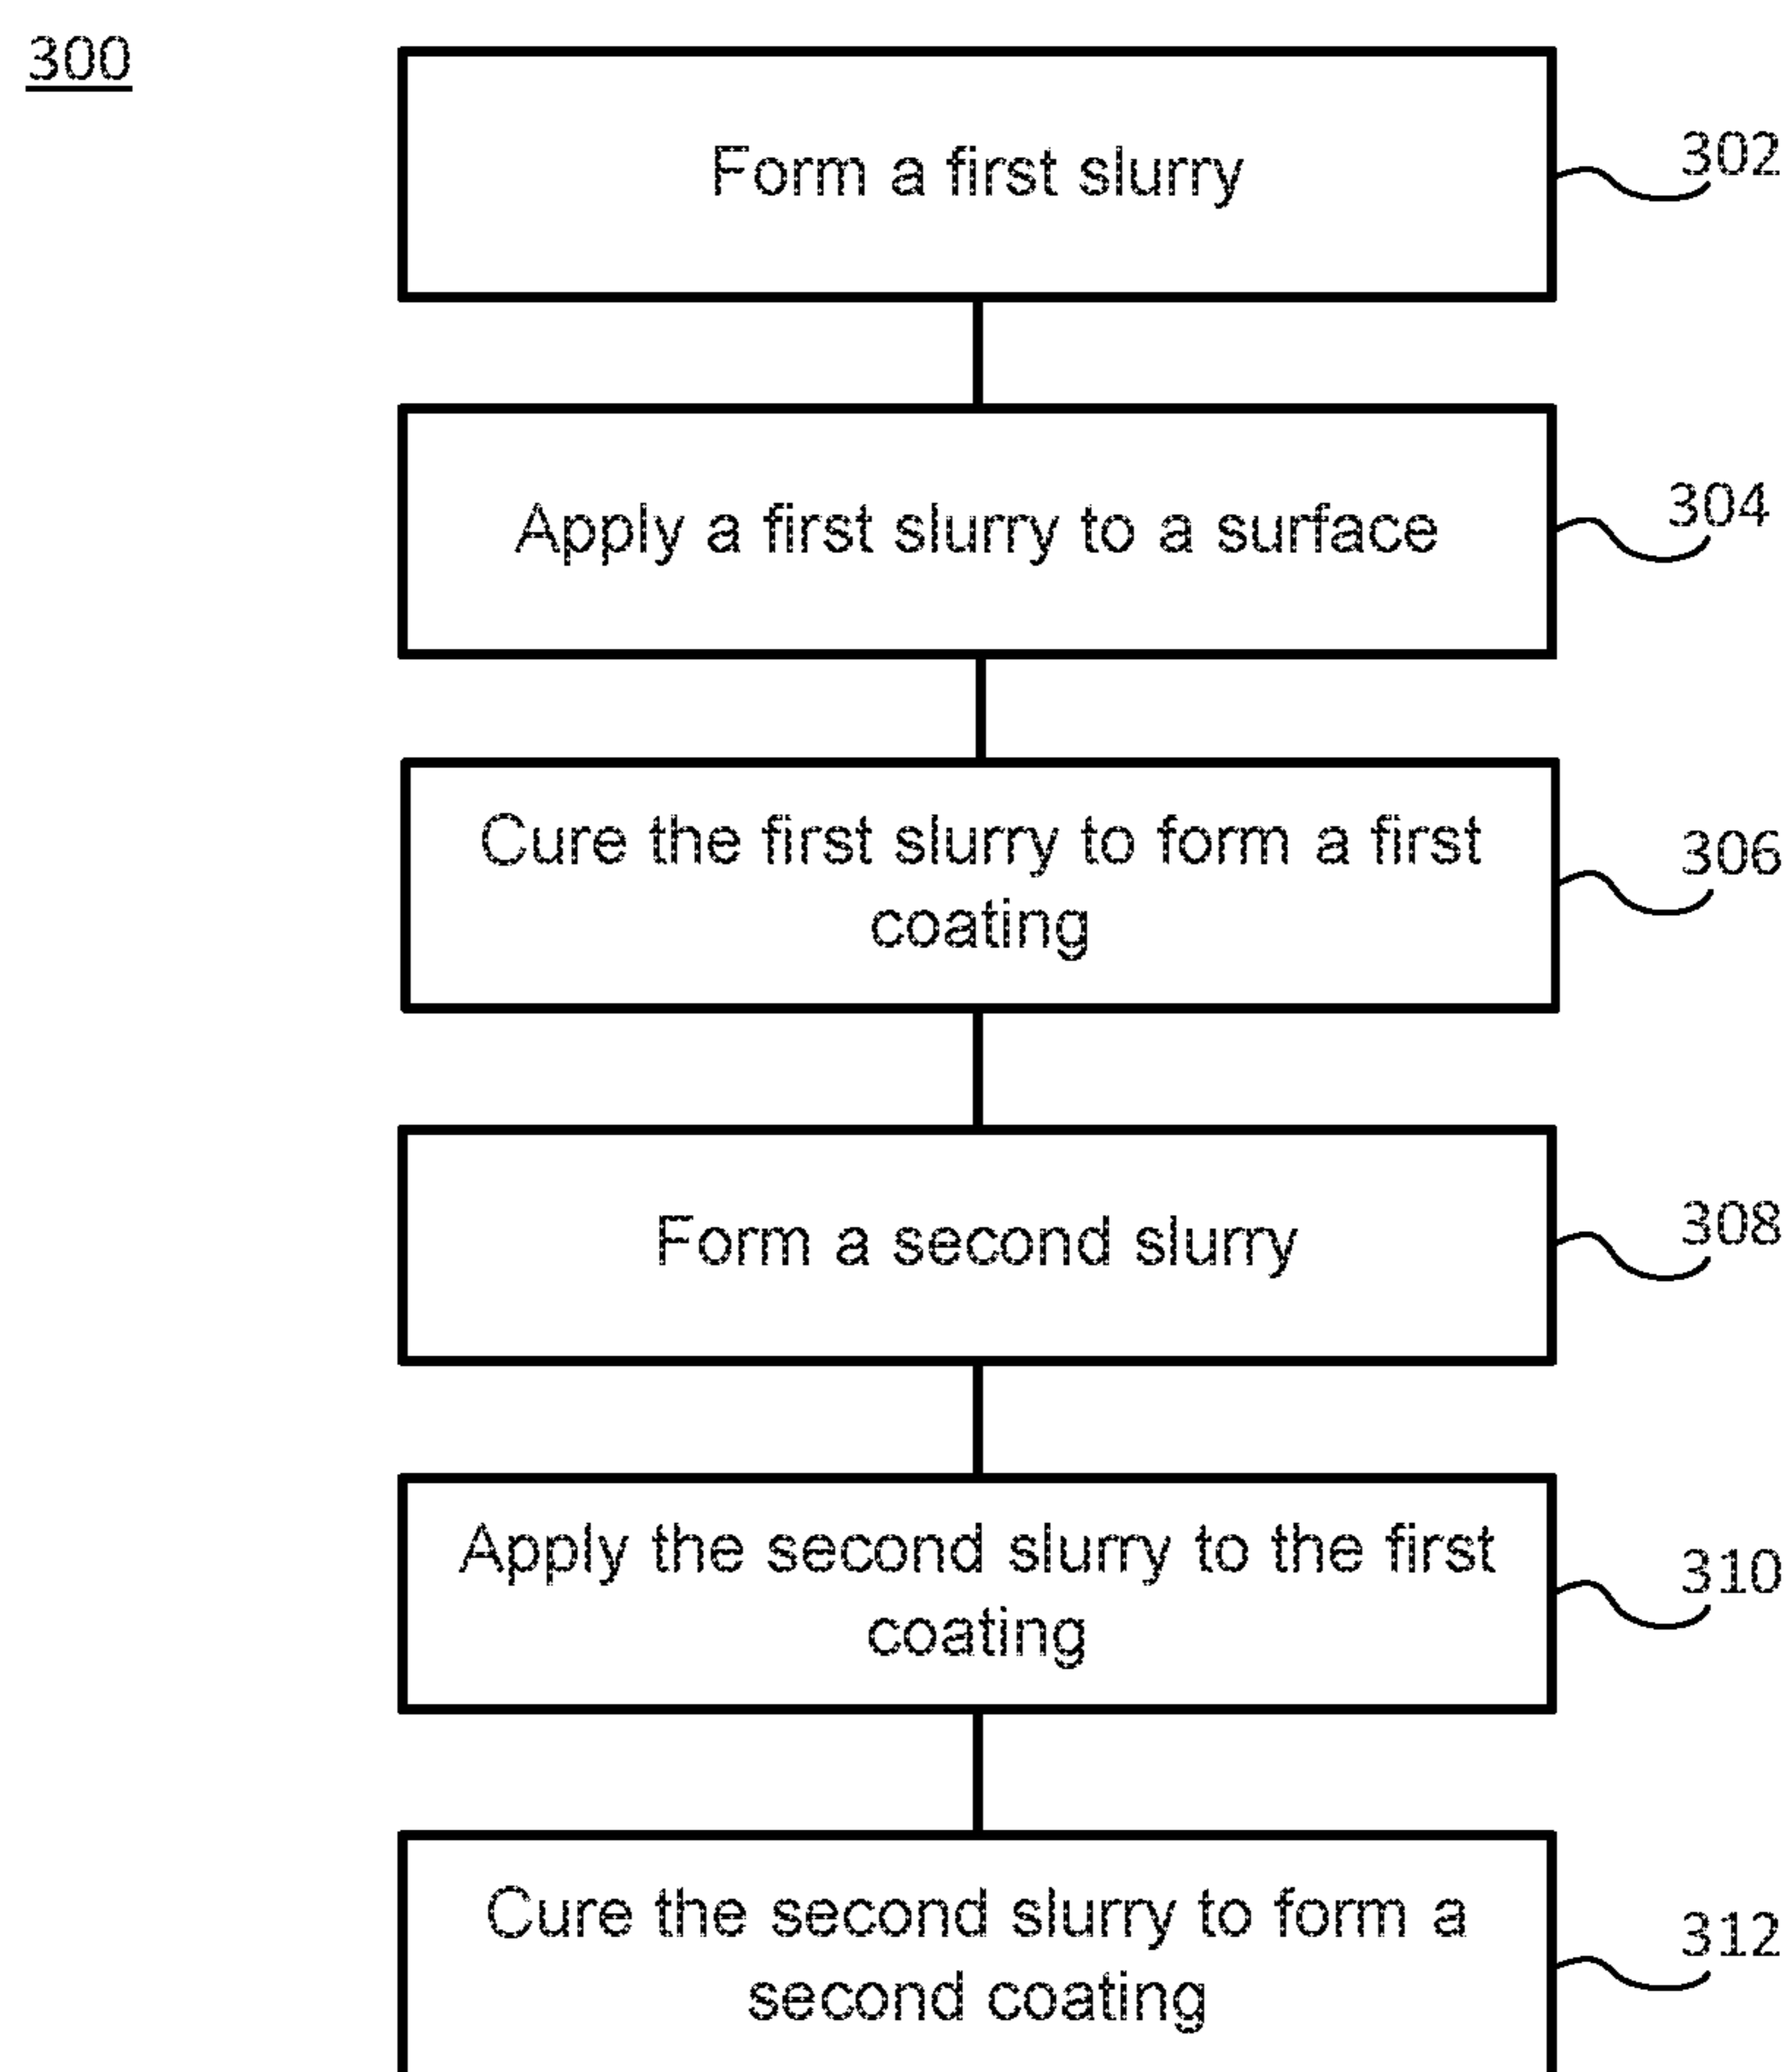 300
Form a first slurry
302
Apply a first slurry to a surface
304
Cure the first slurry to form a first
coating
306
Form a second slurry
308
Apply the second slurry to the first
coating
310
Cure the second slurry to form a
second coating
312